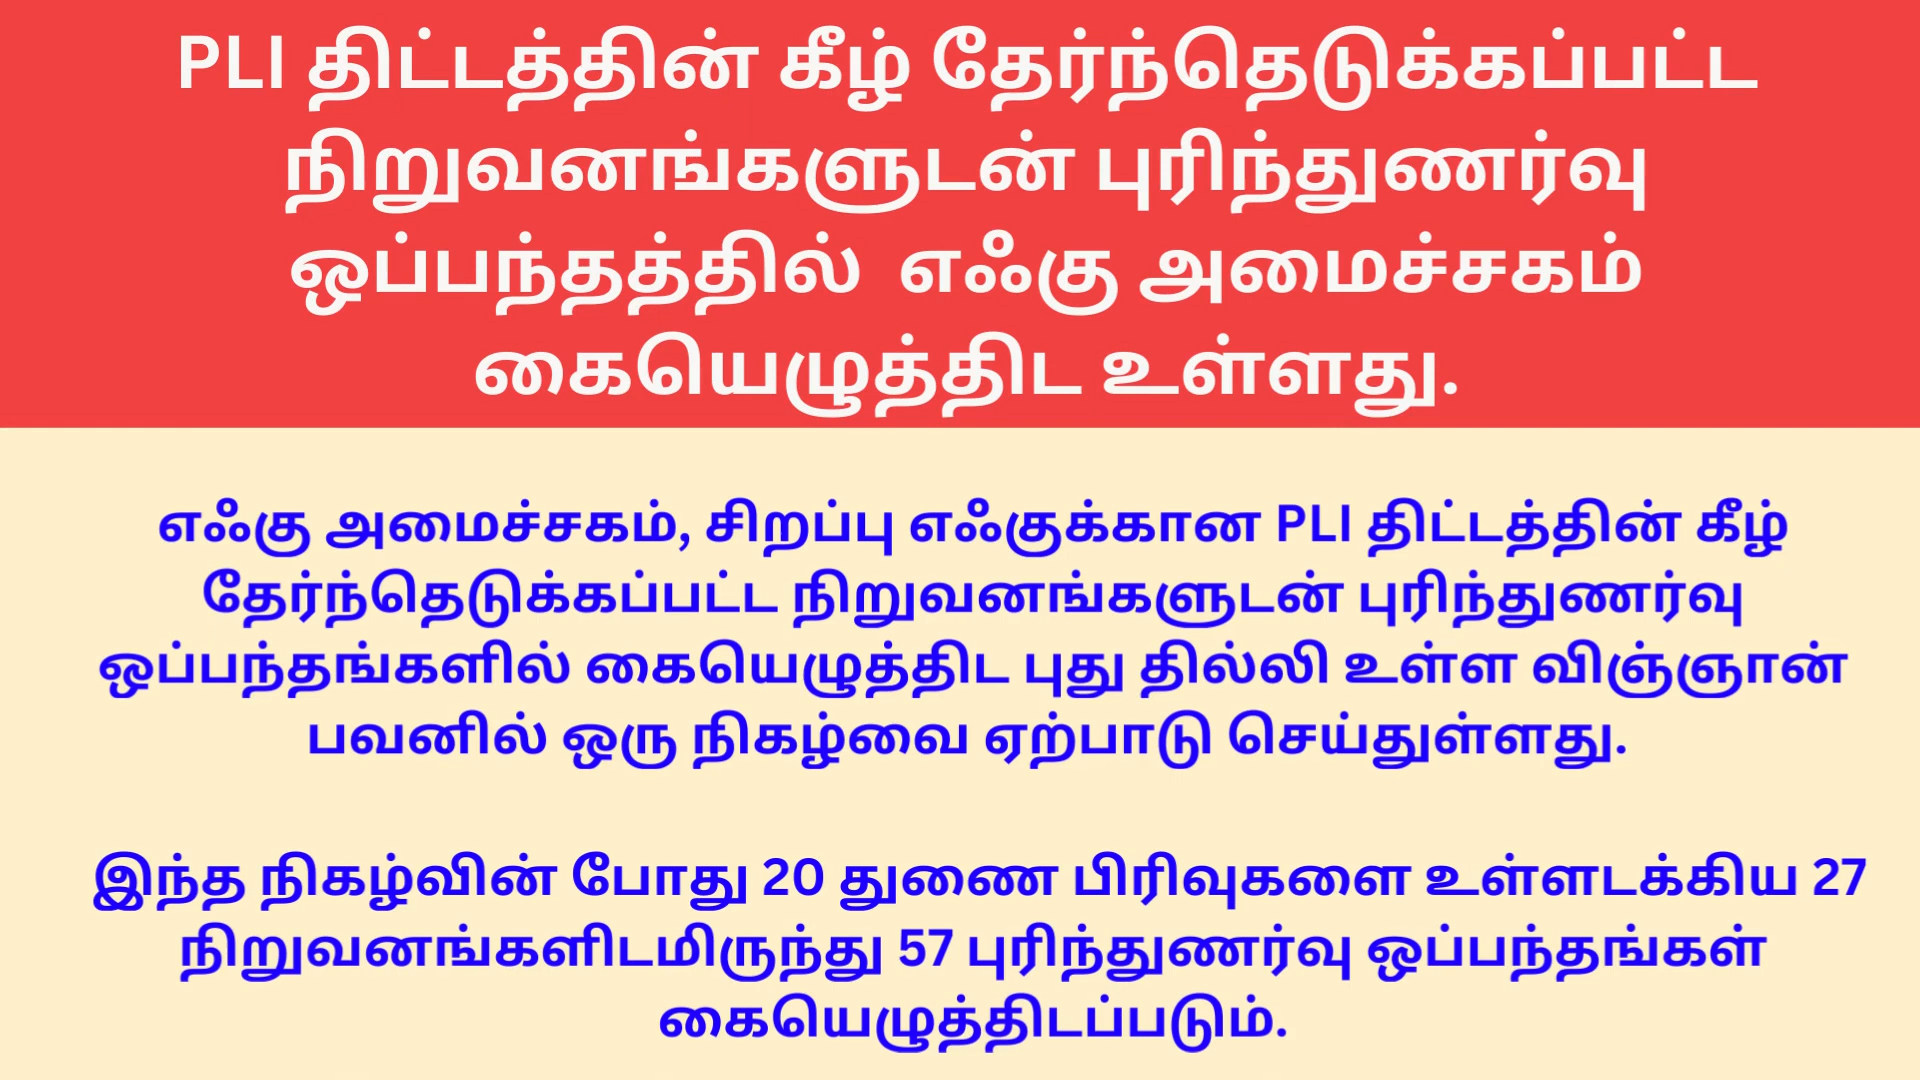 PLI திட்டத்தின் கீழ் தேர்ந்தெடுக்கப்பட்ட
நிறுவனங்களுடன் புரிந்துணர்வு
ஒப்பந்தத்தில் எஃகு அமைச்சகம்
கையெழுத்திட உள்ளது.
எஃகு அமைச்சகம், சிறப்பு எஃகுக்கான PLI திட்டத்தின் கீழ்
தேர்ந்தெடுக்கப்பட்ட நிறுவனங்களுடன் புரிந்துணர்வு
ஒப்பந்தங்களில் கையெழுத்திட புது தில்லி உள்ள விஞ்ஞான்
பவனில் ஒரு நிகழ்வை ஏற்பாடு செய்துள்ளது.
இந்த நிகழ்வின் போது 20 துணை பிரிவுகளை உள்ளடக்கிய 27
நிறுவனங்களிடமிருந்து 57 புரிந்துணர்வு ஒப்பந்தங்கள்
கையெழுத்திடப்படும்.